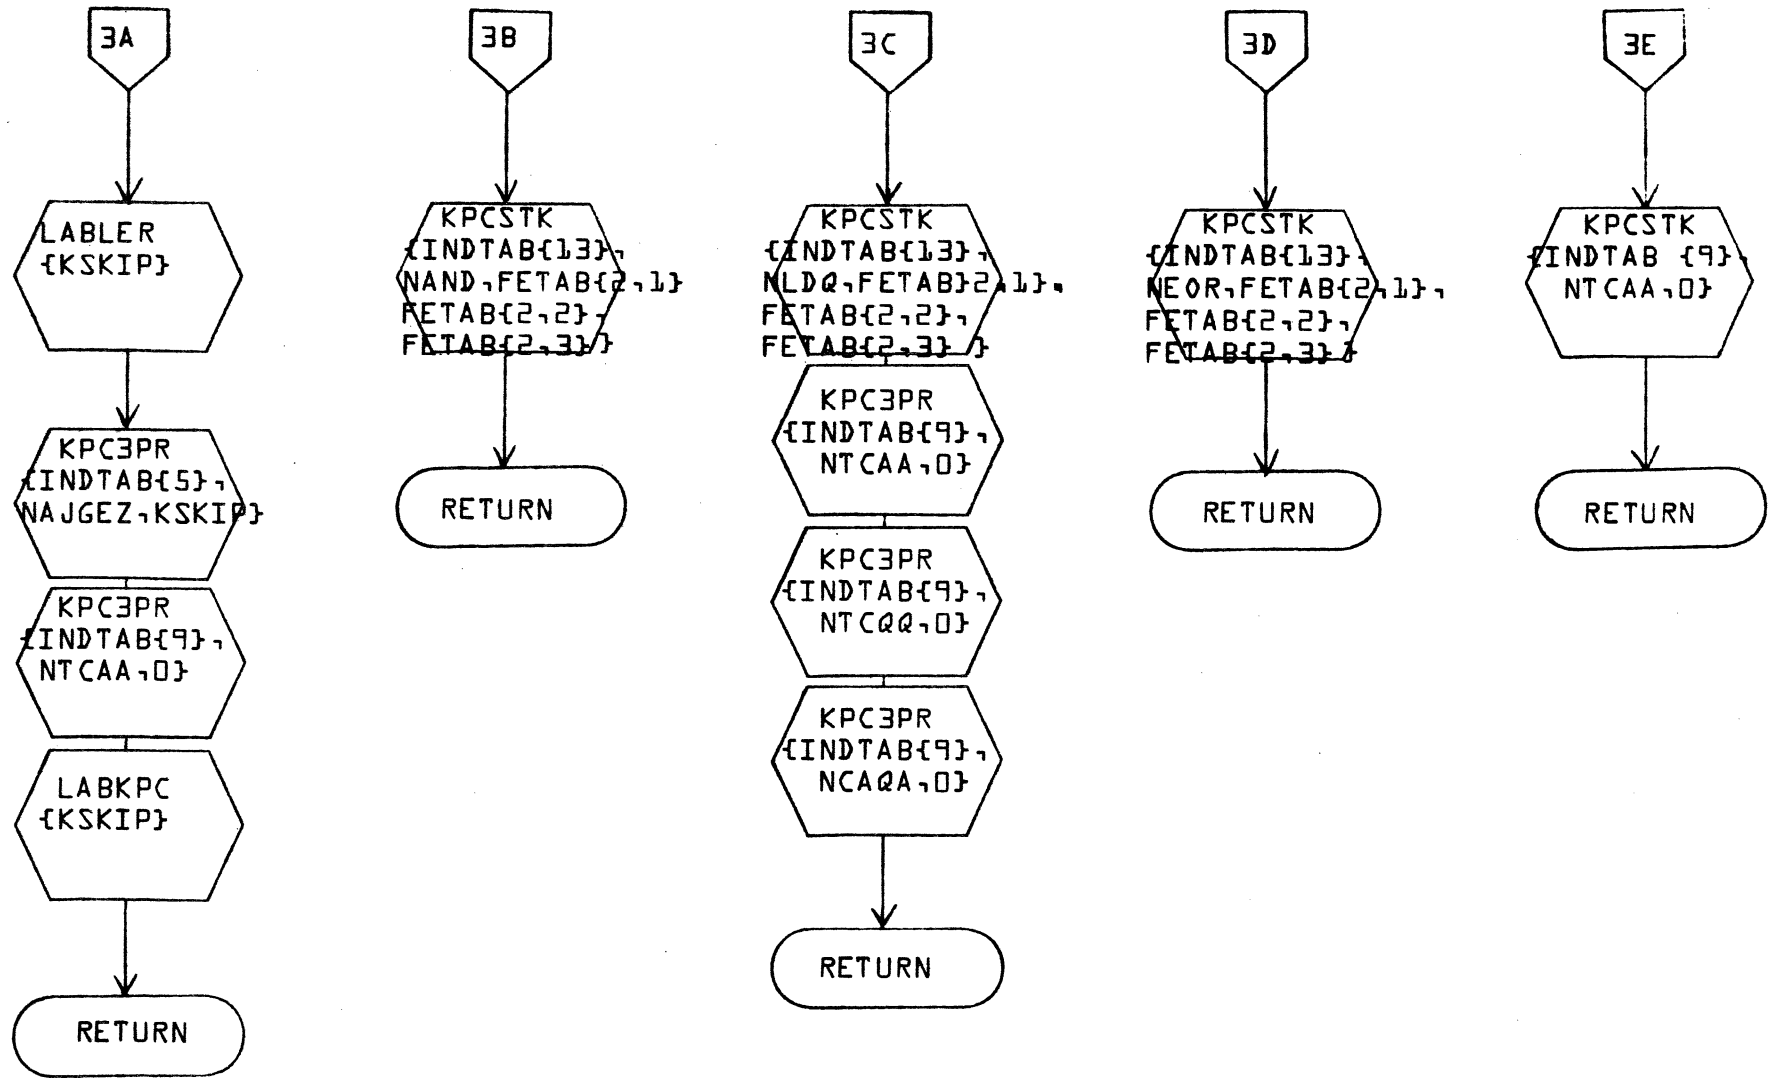 3A
LABLER
{KSKIP}
KPC3PR
{INDTAB{5},
NAJGEZ,KSKIP}
KPC3PR
{INDTAB{9},
NTCAA,0}
LABKPC
{KSKIP}
RETURN
3B
KPCSTK
{INDTAB{13},
NAND,FETAB{2,1}
FETAB{2,2},
FETAB{2,3}}
RETURN
3C
KPCSTK
{INDTAB{13},
NLDQ,FETAB}2,1},
FETAB{2,2},
FETAB{2,3} }
KPC3PR
{INDTAB{9},
NTCAA,0}
KPC3PR
{INDTAB{9},
NTCQQ,0}
KPC3PR
{INDTAB{9},
NCAQA,0}
RETURN
3D
KPCSTK
{INDTAB{13},
NEOR,FETAB{2,1},
FETAB{2,2},
FETAB{2,3} }
RETURN
3E
KPCSTK
{INDTAB {9},
NTCAA,0}
RETURN